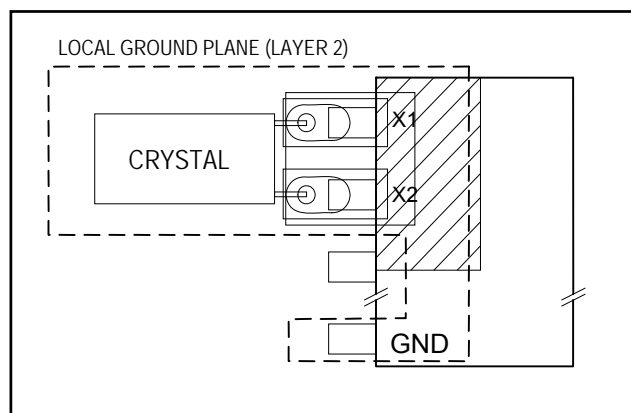 LOCAL GROUND PLANE (LAYER 2)
X1
CRYSTAL
X2
GND